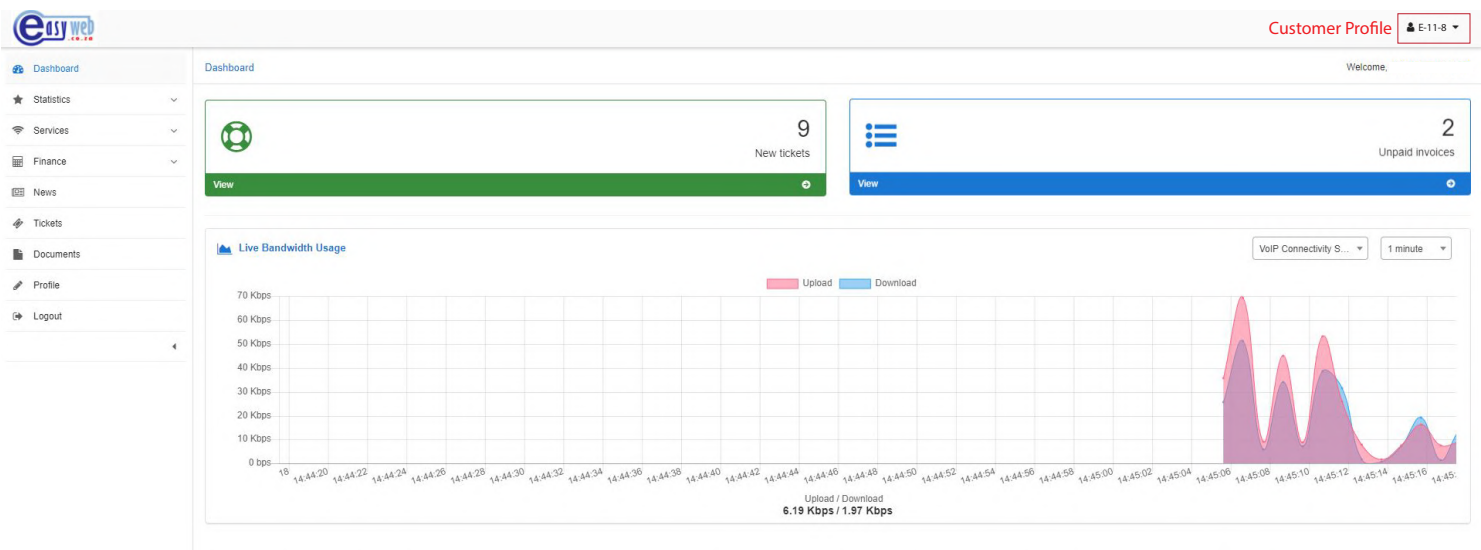 easy web
.co.za
Customer Profile
E-11-8
Dashboard
Statistics
Services
Finance
News
Tickets
Documents
Profile
Logout
Dashboard
Welcome,
9
New tickets
View
2
Unpaid invoices
View
Live Bandwidth Usage
VoIP Connectivity S...
1 minute
Upload Download
70 Kbps
60 Kbps
50 Kbps
40 Kbps
30 Kbps
20 Kbps
10 Kbps
0 bps
18 14:44:20 14:44:22 14:44:24 14:44:26 14:44:28 14:44:30 14:44:32 14:44:34 14:44:36 14:44:38 14:44:40 14:44:42 14:44:44 14:44:46 14:44:48 14:44:50 14:44:52 14:44:54 14:44:56 14:44:58 14:45:00 14:45:02 14:45:04 14:45:06 14:45:08 14:45:10 14:45:12 14:45:14 14:45:16 14:45:
Upload / Download
6.19 Kbps / 1.97 Kbps